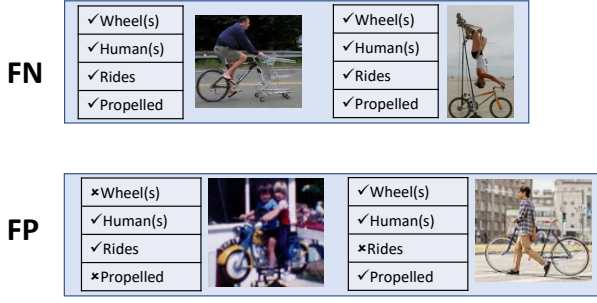 FN
✓Wheel(s)
✓Human(s)
✓Rides
✓Propelled
✓Wheel(s)
✓Human(s)
✓Rides
✓Propelled
FP
×Wheel(s)
✓Human(s)
✓Rides
×Propelled
✓Wheel(s)
✓Human(s)
×Rides
✓Propelled